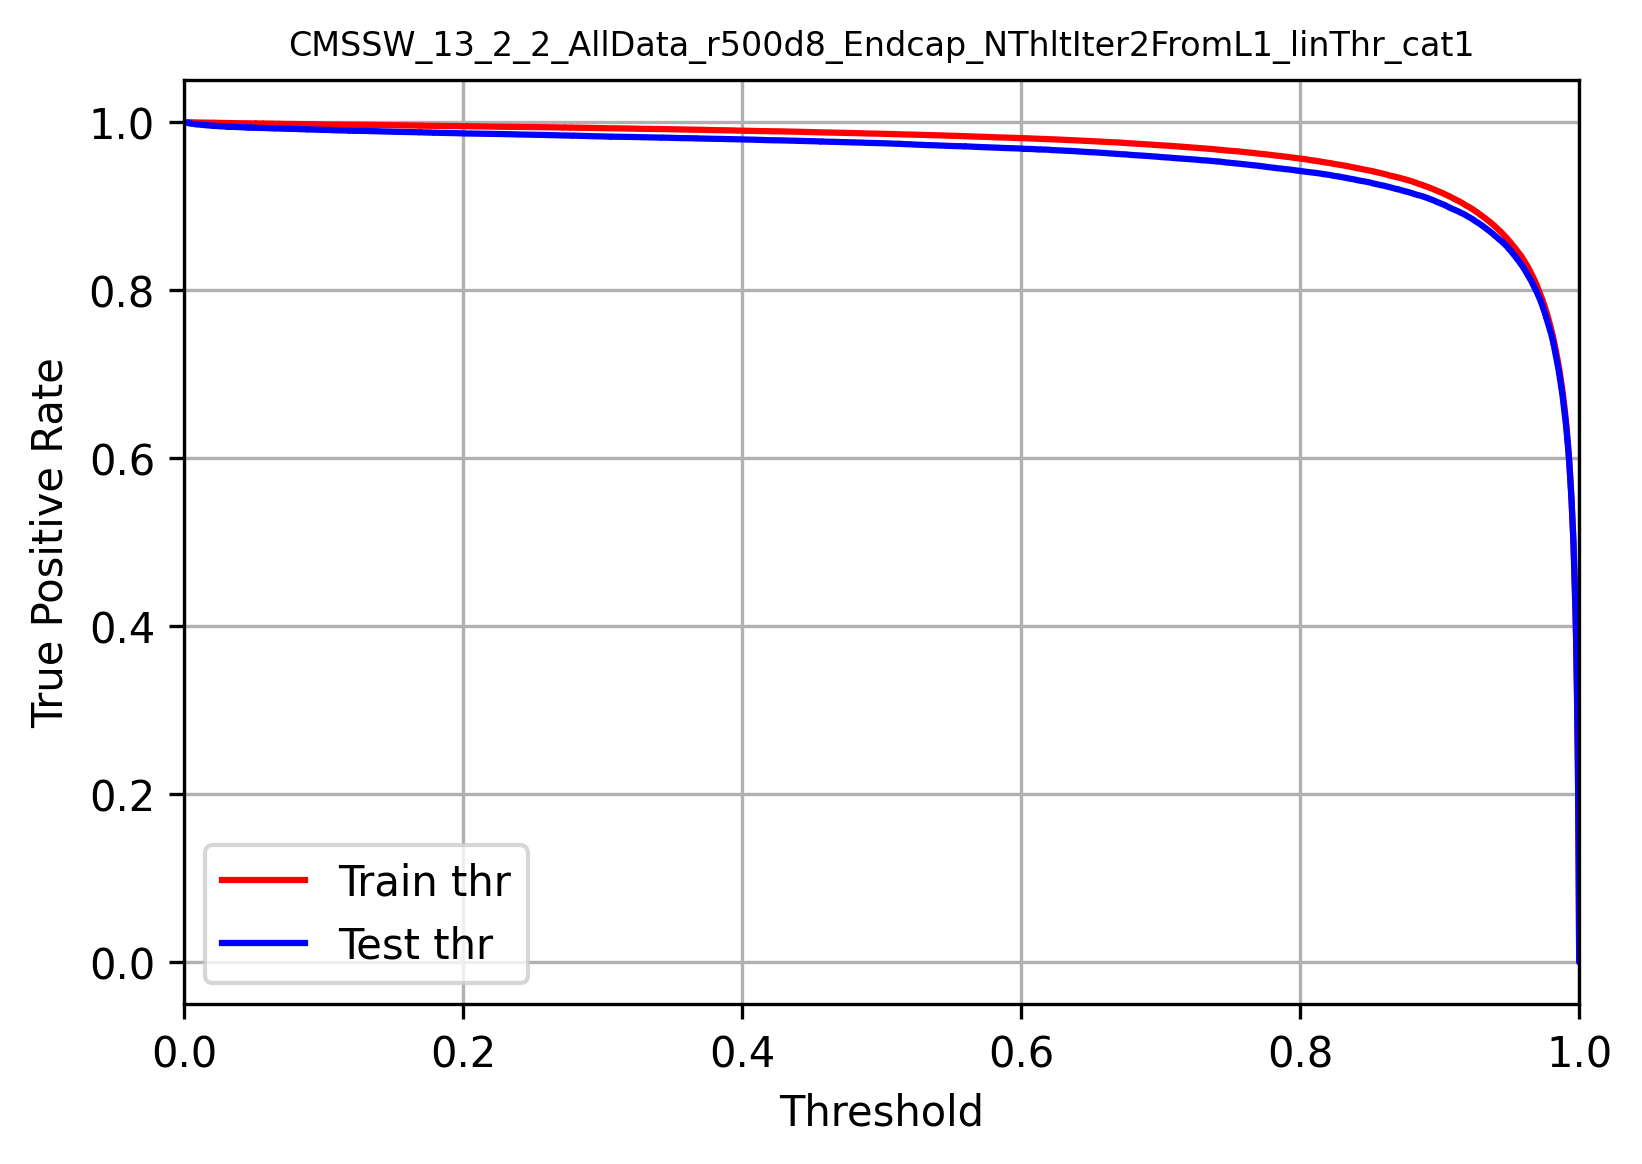 CMSSW_13_2_2_AllData_r500d8_Endcap_NThltIter2FromL1_linThr_cat1
1.0
0.8
0.6
0.4
0.2
0.0
True Positive Rate
Train thr
Test thr
0.0 0.2 0.4 0.6 0.8 1.0
Threshold